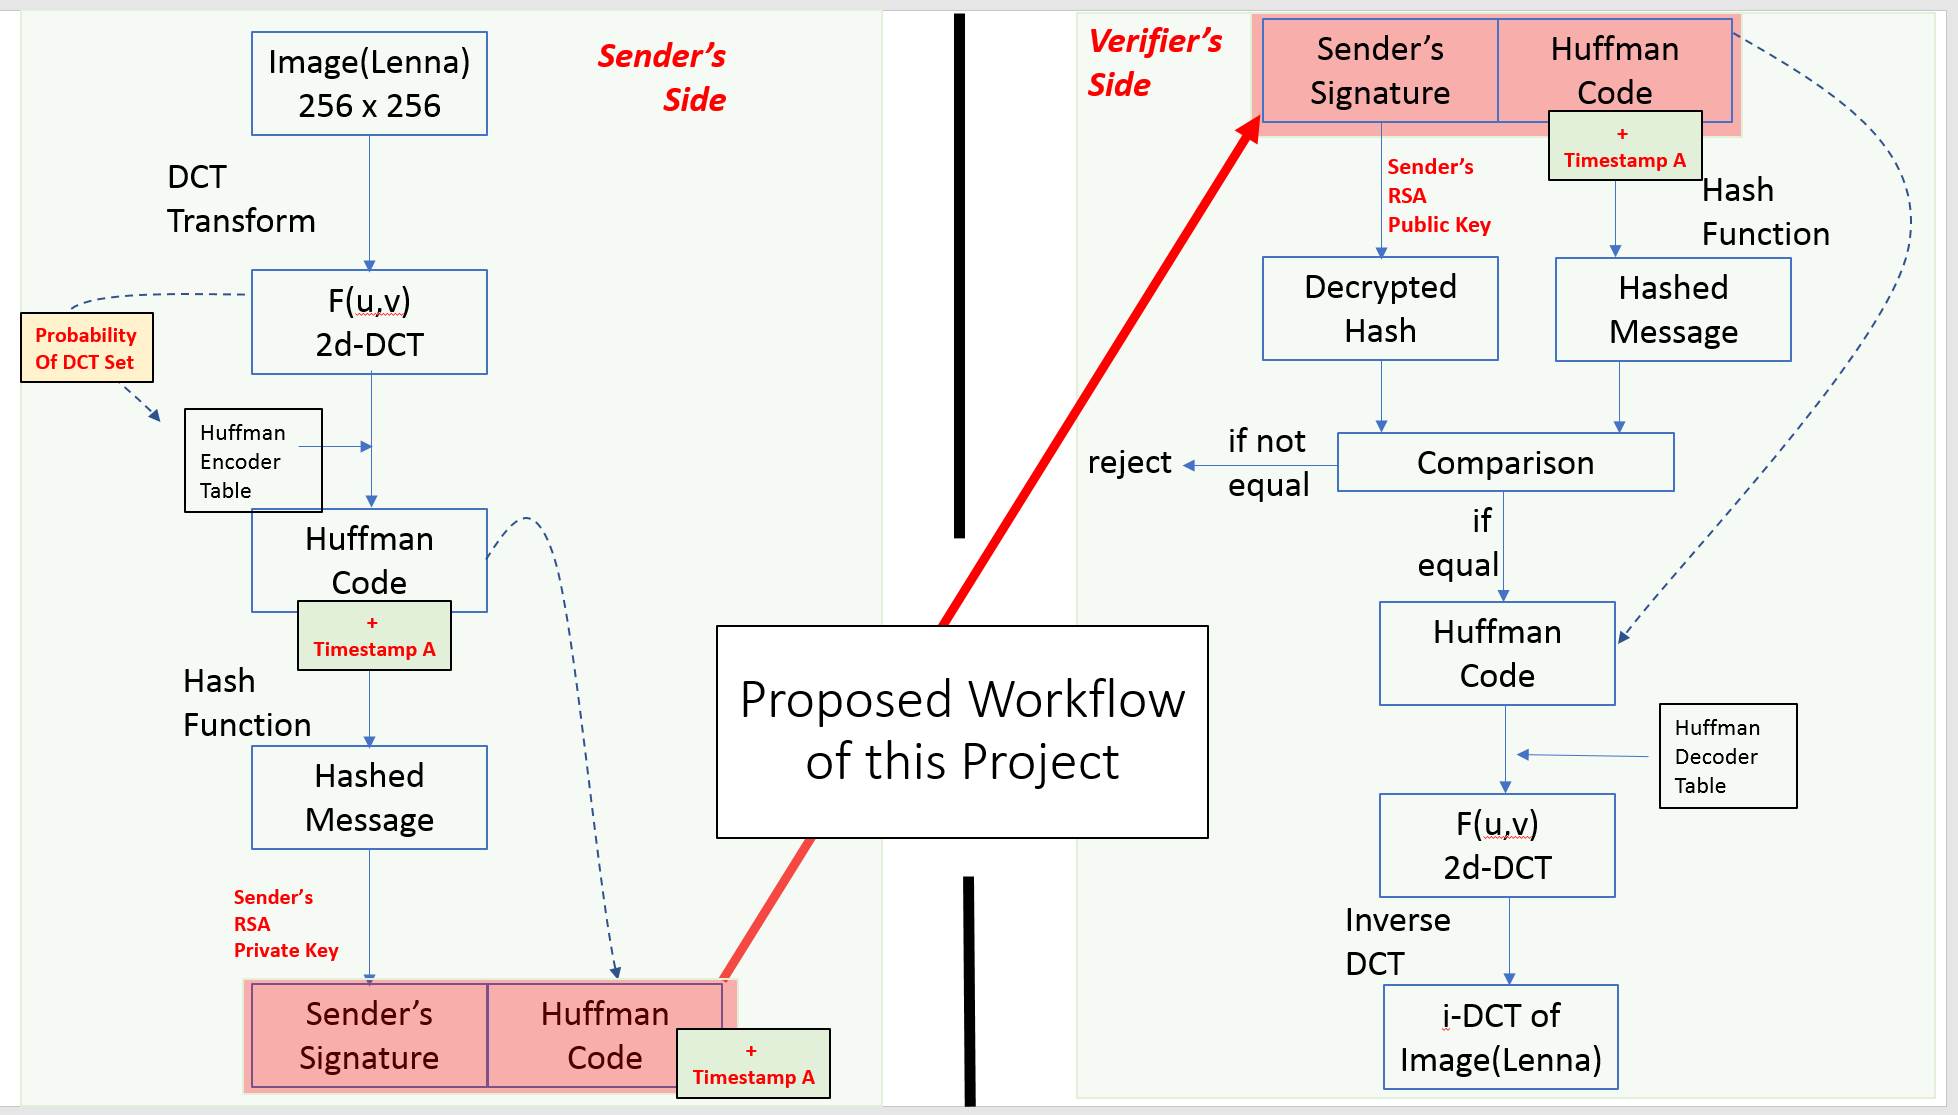 Sender’s
Side
Image(Lenna)
256 x 256
DCT
Transform
F(u,v)
2d-DCT
Probability
Of DCT Set
Huffman
Encoder
Table
Huffman
Code
+
Timestamp A
Hash
Function
Hashed
Message
Sender’s
RSA
Private Key
Sender’s
Signature
Huffman
Code
+
Timestamp A
Proposed Workflow
of this Project
Verifier’s
Side
Sender’s
Signature
Huffman
Code
+
Timestamp A
Sender’s
RSA
Public Key
Hash
Function
Decrypted
Hash
Hashed
Message
Comparison
if not
equal
reject
if
equal
Huffman
Code
Huffman
Decoder
Table
F(u,v)
2d-DCT
Inverse
DCT
i-DCT of
Image(Lenna)